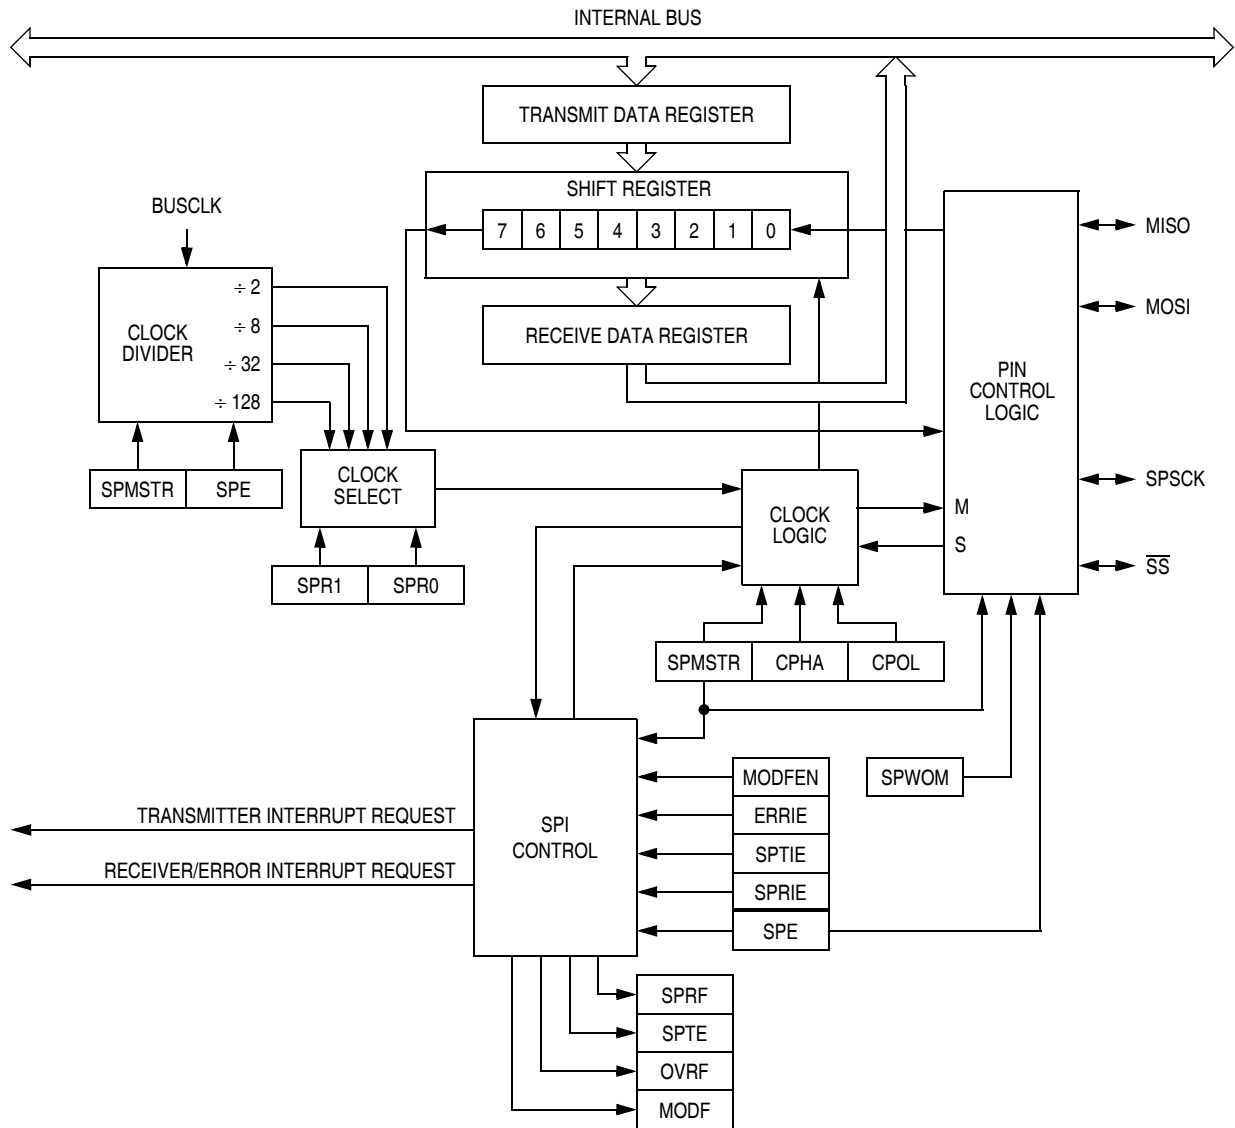 INTERNAL BUS
TRANSMIT DATA REGISTER
SHIFT REGISTER
7 6 5 4 3 2 1 0
RECEIVE DATA REGISTER
BUSCLK
CLOCK
DIVIDER
÷ 2
÷ 8
÷ 32
÷ 128
SPMSTR SPE
CLOCK
SELECT
SPR1 SPR0
CLOCK
LOGIC
PIN
CONTROL
LOGIC
M
S
MISO
MOSI
SPSCK
SS
SPMSTR CPHA CPOL
MODFEN
ERRIE
SPTIE
SPRIE
SPE
SPWOM
SPI
CONTROL
TRANSMITTER INTERRUPT REQUEST
RECEIVER/ERROR INTERRUPT REQUEST
SPRF
SPTE
OVRF
MODF